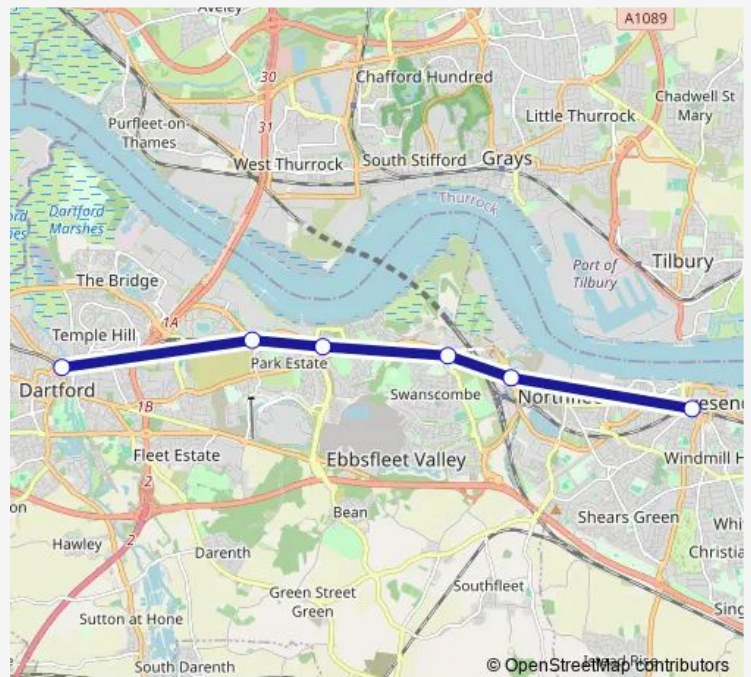 Aveley
A1089
30
Chafford Hundred
Chadwell St
Mary
Little Thurrock
Purfleet-on-
Thames
31
West Thurrock
South Stifford
Grays
Thurrock
Dartford
Marshes
Port of
Tilbury
Tilbury
The Bridge
1A
Temple Hill
Park Estate
Dartford
Swanscombe
1B
Fleet Estate
Ebbsfleet Valley
Windmill H
2
Bean
Shears Green
Whi
Christia
2
Hawley
Darenth
Green Street
Green
Southfleet
Sing
Sutton at Hone
South Darenth
© OpenStreetMap contributors